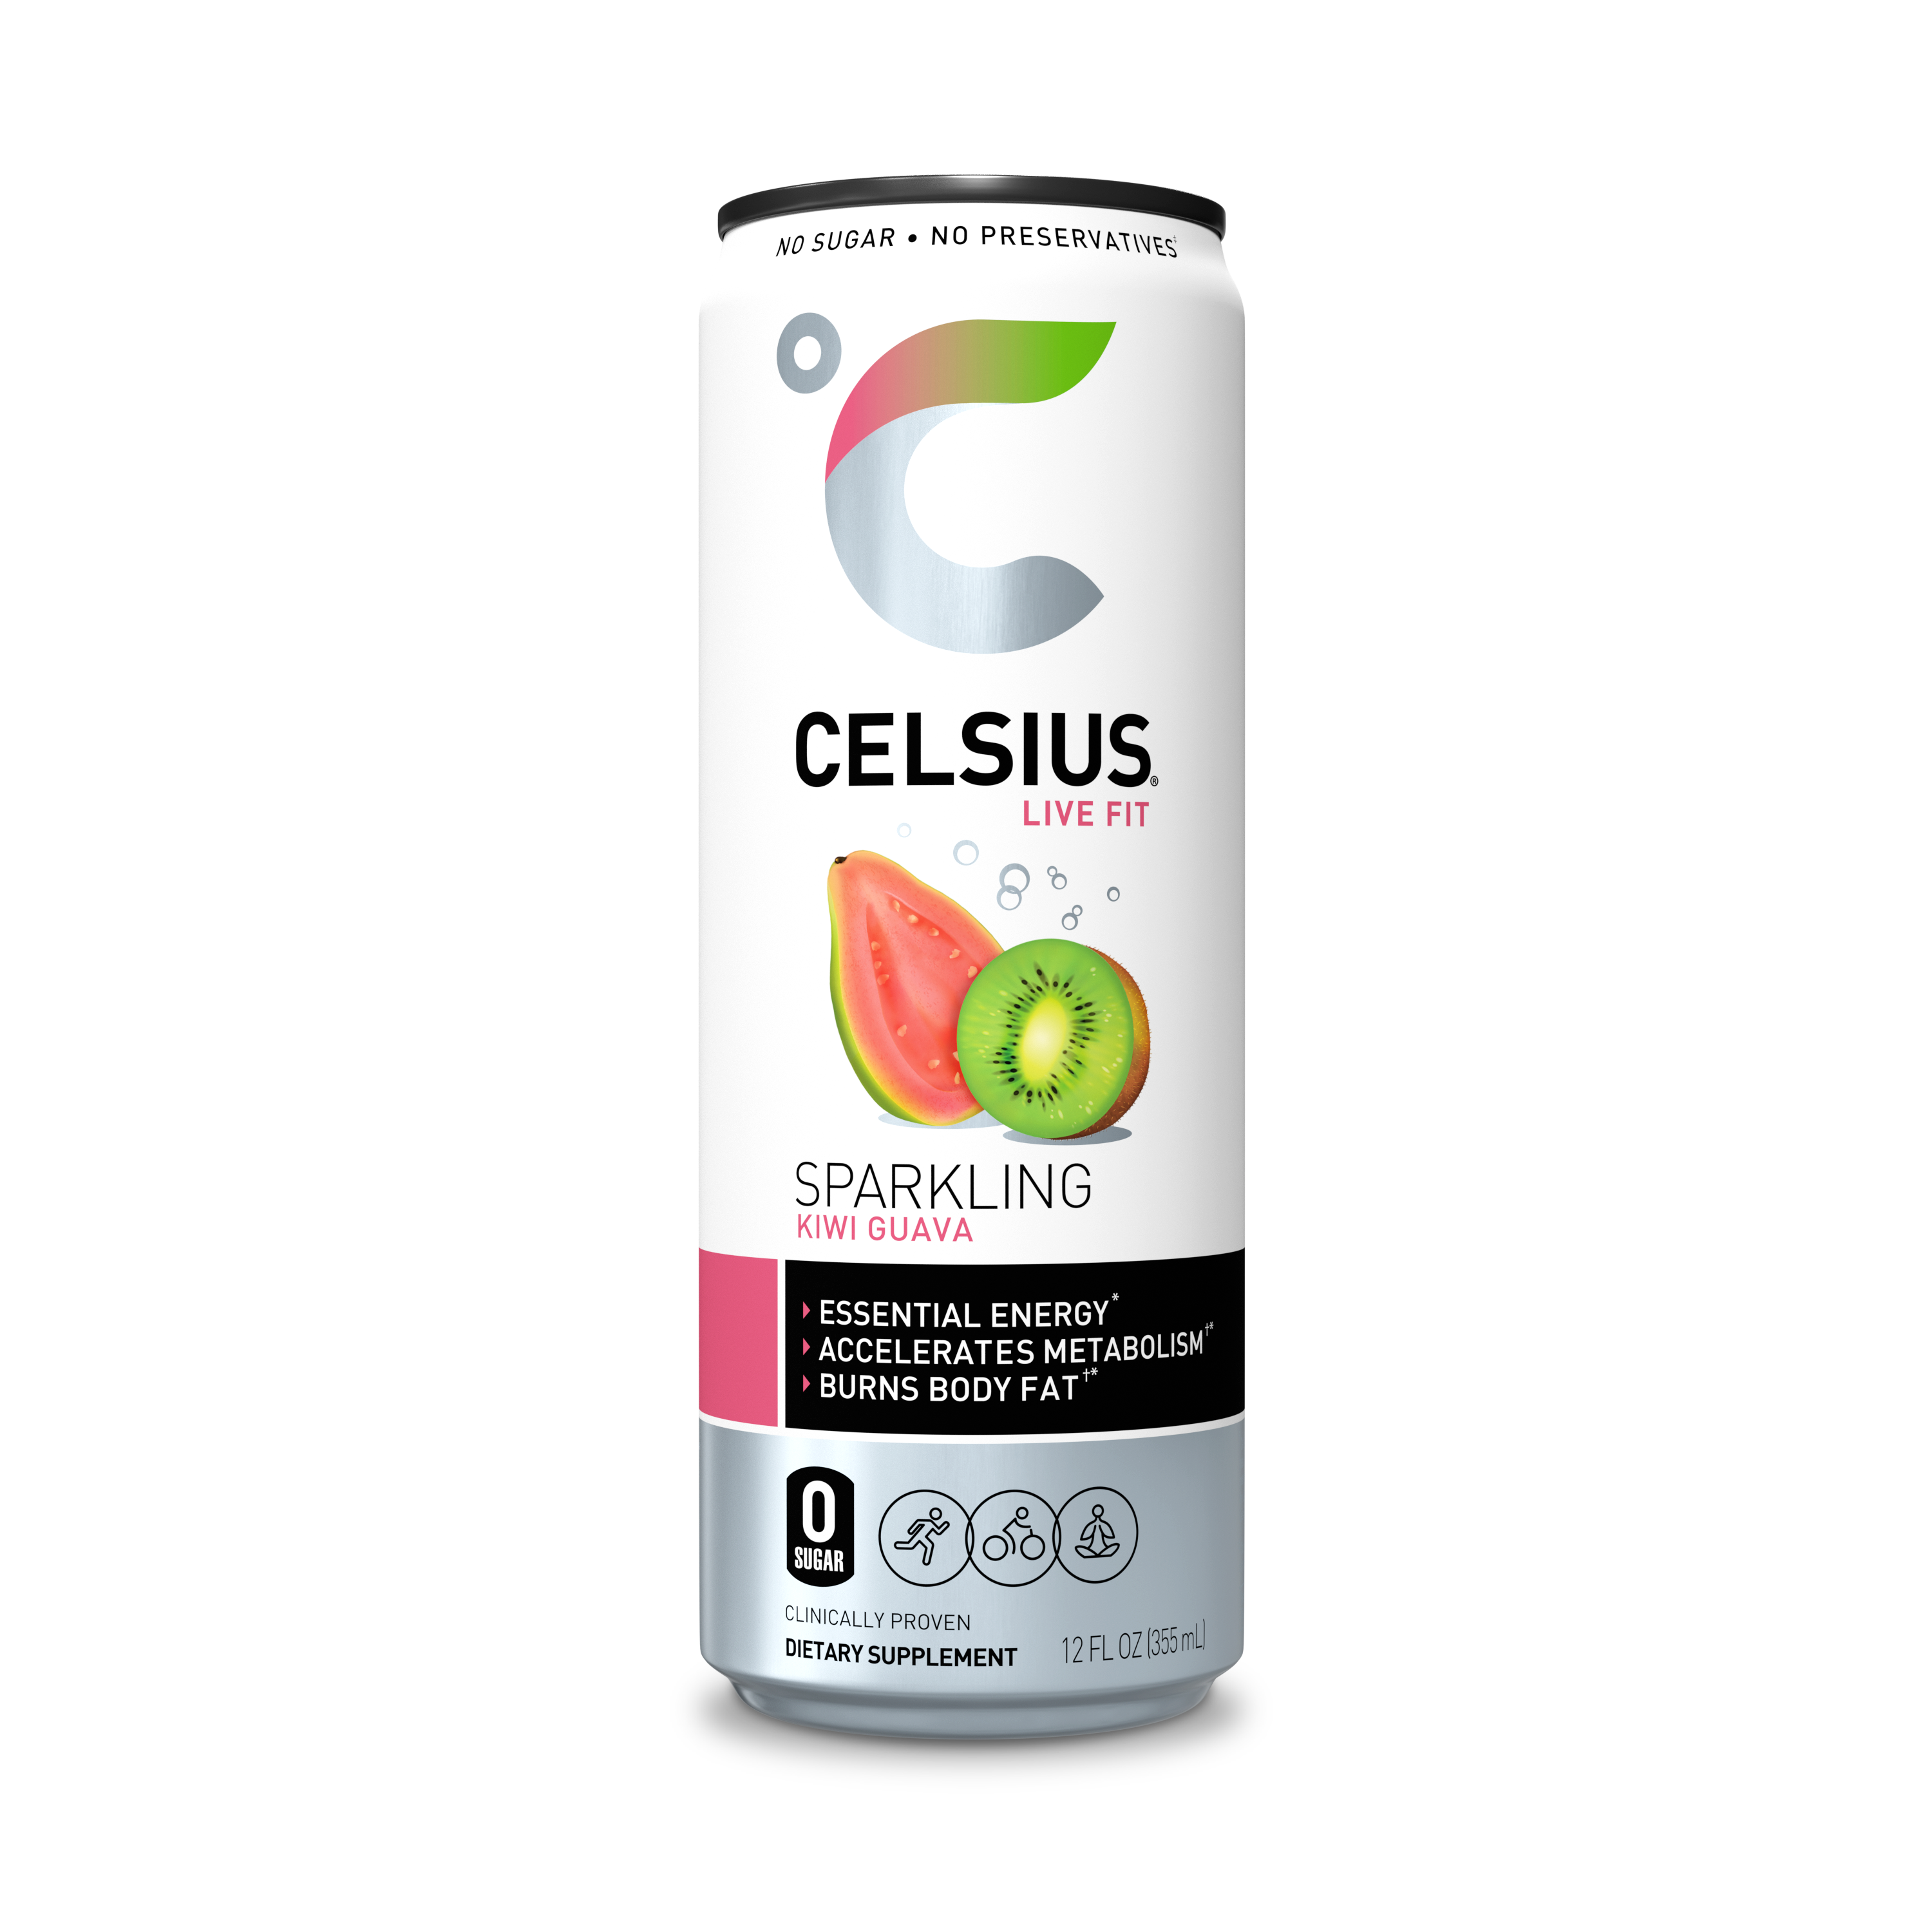 NO SUGAR • NO PRESERVATIVES‡
°C
CELSIUS®
LIVE FIT
SPARKLING
KIWI GUAVA
ESSENTIAL ENERGY*
ACCELERATES METABOLISM†*
BURNS BODY FAT†*
0
SUGAR
CLINICALLY PROVEN
DIETARY SUPPLEMENT
12 FL OZ (355 mL)